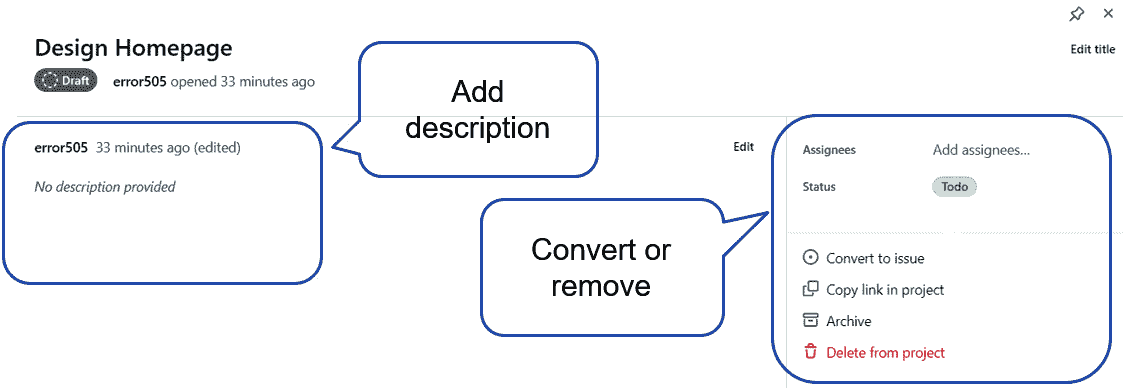 Design Homepage
Edit title
Draft
error505 opened 33 minutes ago
Add
description
error505 33 minutes ago (edited)
Edit
No description provided
Convert or
remove
Assignees
Add assignees...
Status
Todo
Convert to issue
Copy link in project
Archive
Delete from project